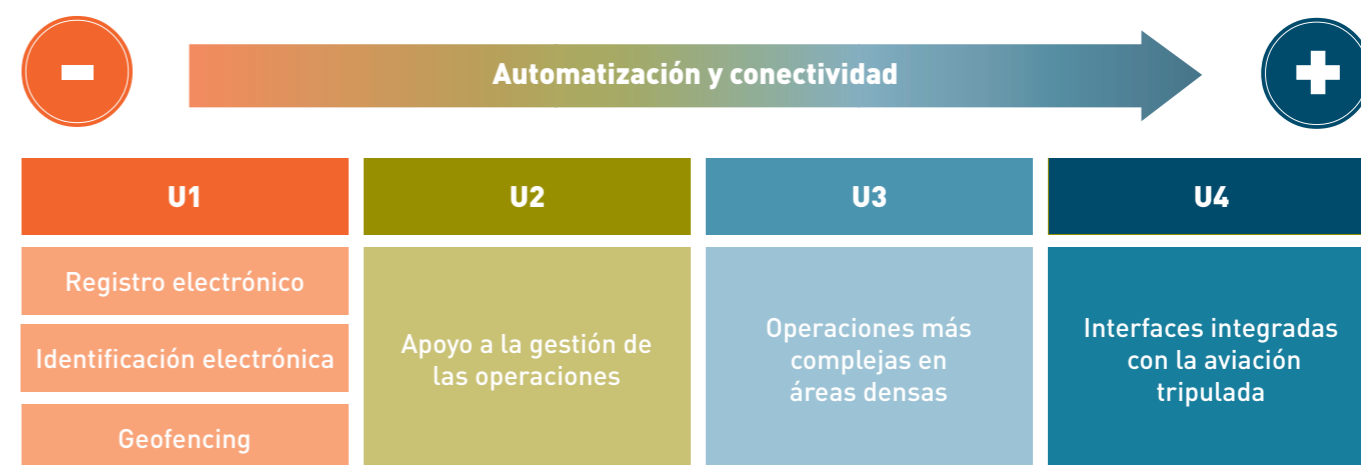 -
Automatización y conectividad
+
U1
U2
U3
U4
Registro electrónico
Identificación electrónica
Geofencing
Apoyo a la gestión de
las operaciones
Operaciones más
complejas en
áreas densas
Interfaces integradas
con la aviación
tripulada